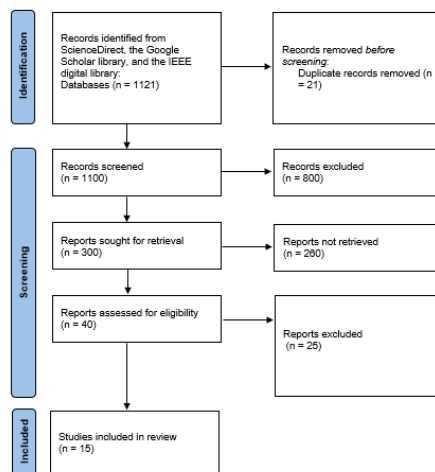 Identification
Records identified from
ScienceDirect, the Google
Scholar library, and the IEEE
digital library:
Databases (n = 1121)
Records removed before
screening:
Duplicate records removed (n
= 21)
Screening
Records screened
(n = 1100)
Records excluded
(n = 800)
Reports sought for retrieval
(n = 300)
Reports not retrieved
(n = 260)
Reports assessed for eligibility
(n = 40)
Reports excluded
(n = 25)
Included
Studies included in review
(n = 15)